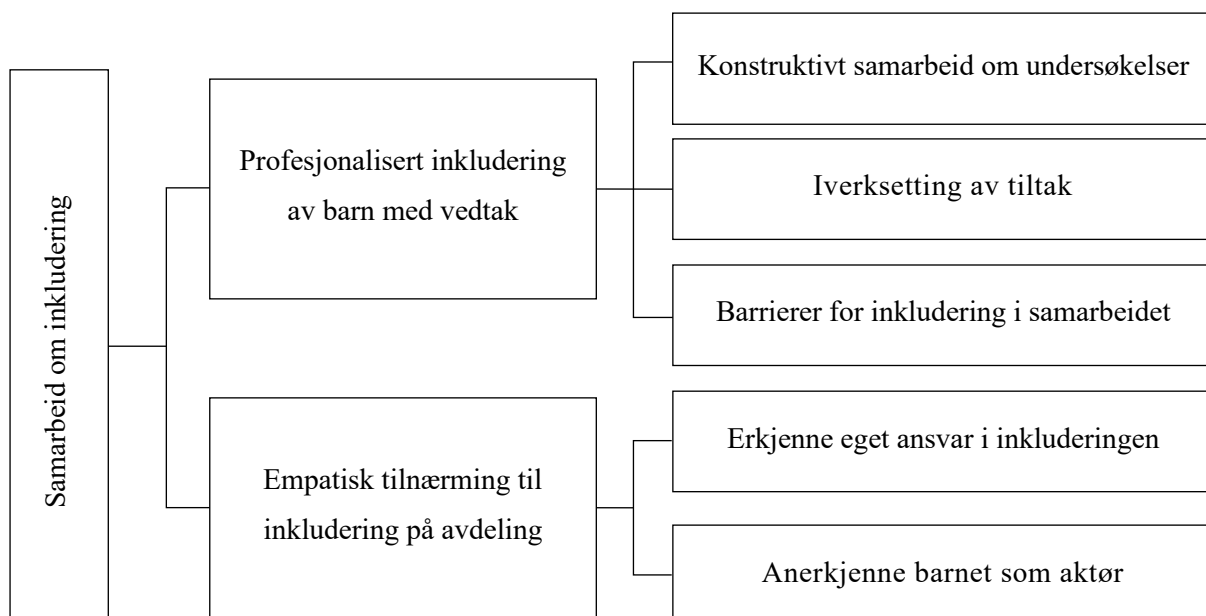 Samarbeid om inkludering
Profesjonalisert inkludering
av barn med vedtak
Konstruktivt samarbeid om undersøkelser
Iverksetting av tiltak
Barrierer for inkludering i samarbeidet
Empatisk tilnærming til
inkludering på avdeling
Erkjenne eget ansvar i inkluderingen
Anerkjenne barnet som aktør